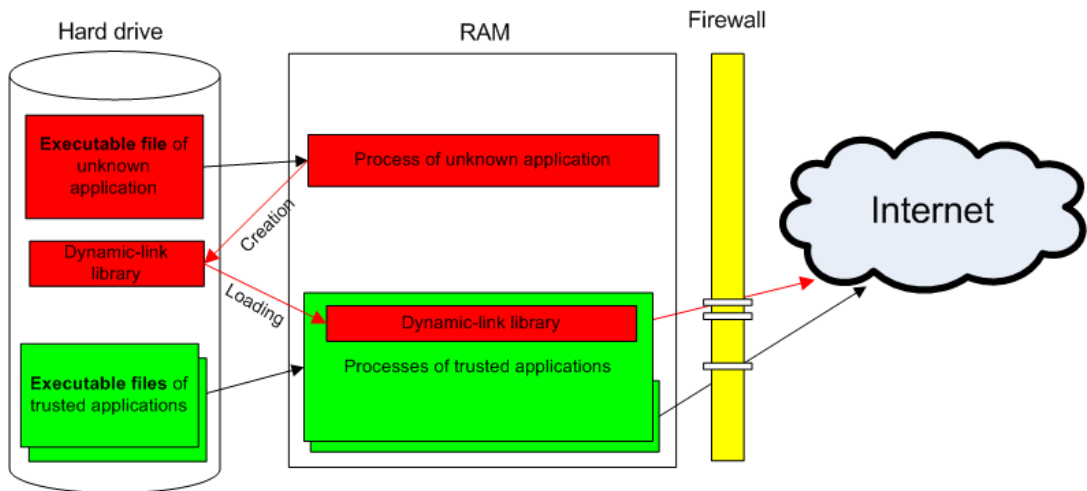 Hard drive
RAM
Firewall
Executable file of
unknown
application
Process of unknown application
Creation
Dynamic-link
library
Loading
Dynamic-link library
Processes of trusted applications
Executable files of
trusted applications
Internet